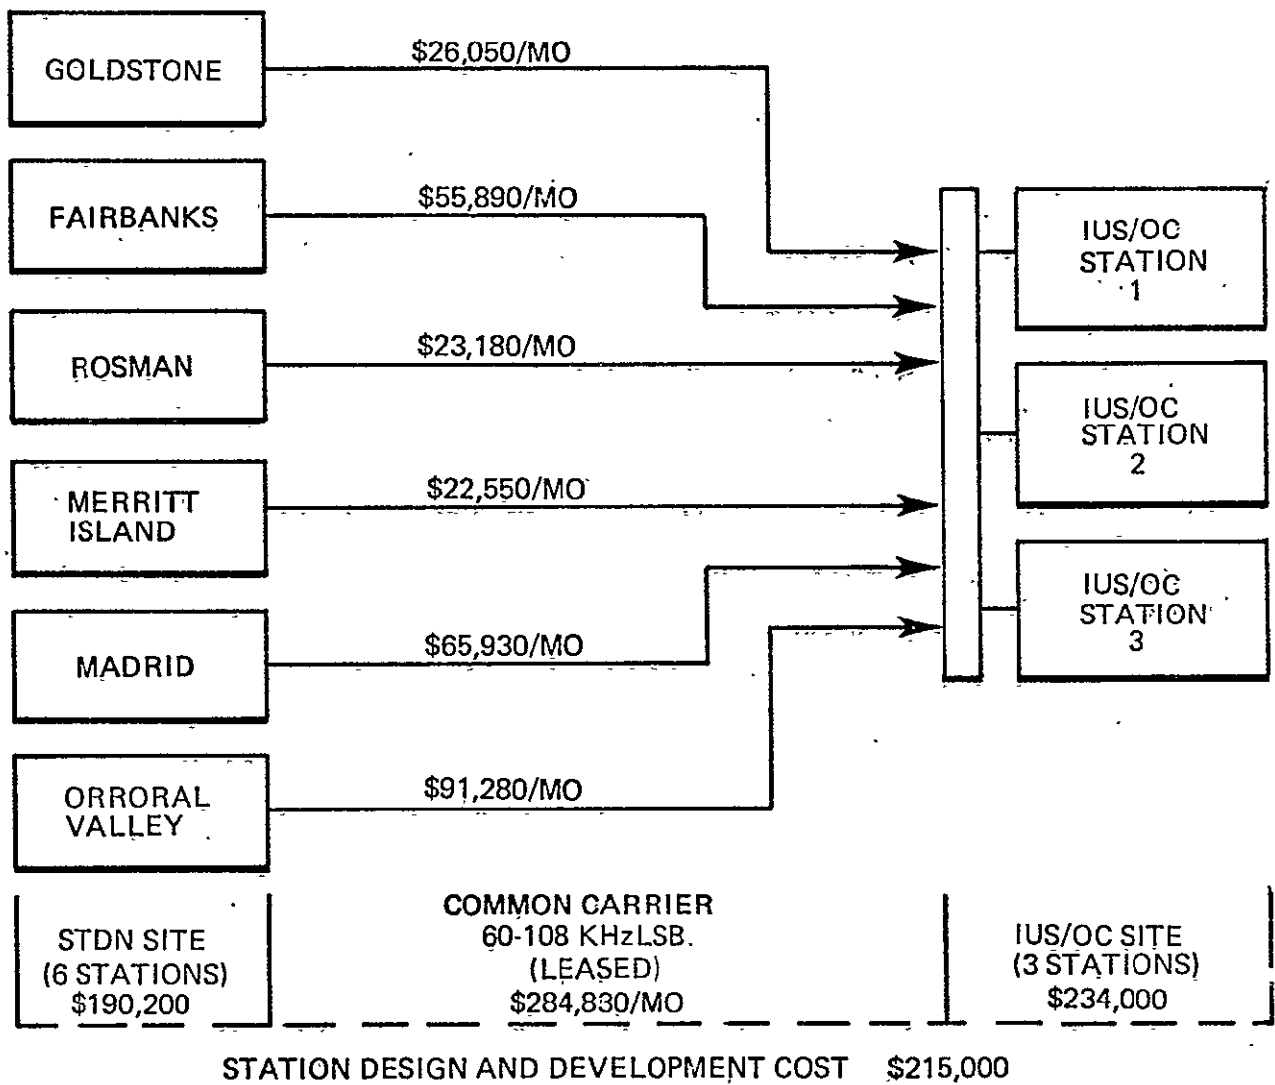 GOLDSTONE
$26,050/MO
FAIRBANKS
$55,890/MO
ROSMAN
$23,180/MO
MERRITT
ISLAND
$22,550/MO
MADRID
$65,930/MO
ORRORAL
VALLEY
$91,280/MO
IUS/OC
STATION
1
IUS/OC
STATION
2
IUS/OC
STATION
3
STDN SITE
(6 STATIONS)
$190,200
COMMON CARRIER
60-108 KHz LSB.
(LEASED)
$284,830/MO
IUS/OC SITE
(3 STATIONS)
$234,000
STATION DESIGN AND DEVELOPMENT COST $215,000